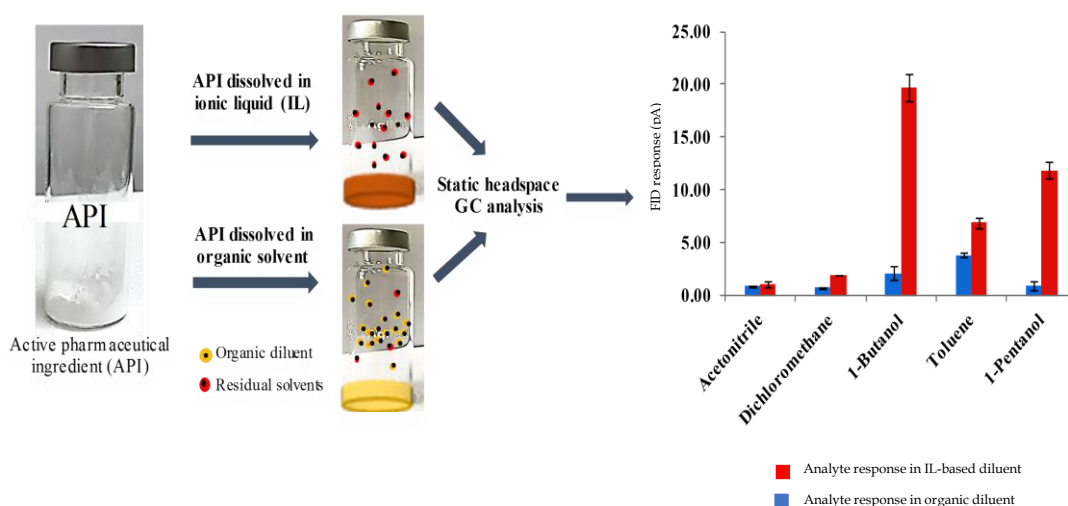 API
Active pharmaceutical
ingredient (API)
API dissolved in
ionic liquid (IL)
API dissolved in
organic solvent
Organic diluent
Residual solvents
Static headspace
GC analysis
FID response (pA)
25.00
20.00
15.00
10.00
5.00
0.00
Acetonitrile
Dichloromethane
1-Butanol
Toluene
1-Pentanol
Analyte response in IL-based diluent
Analyte response in organic diluent